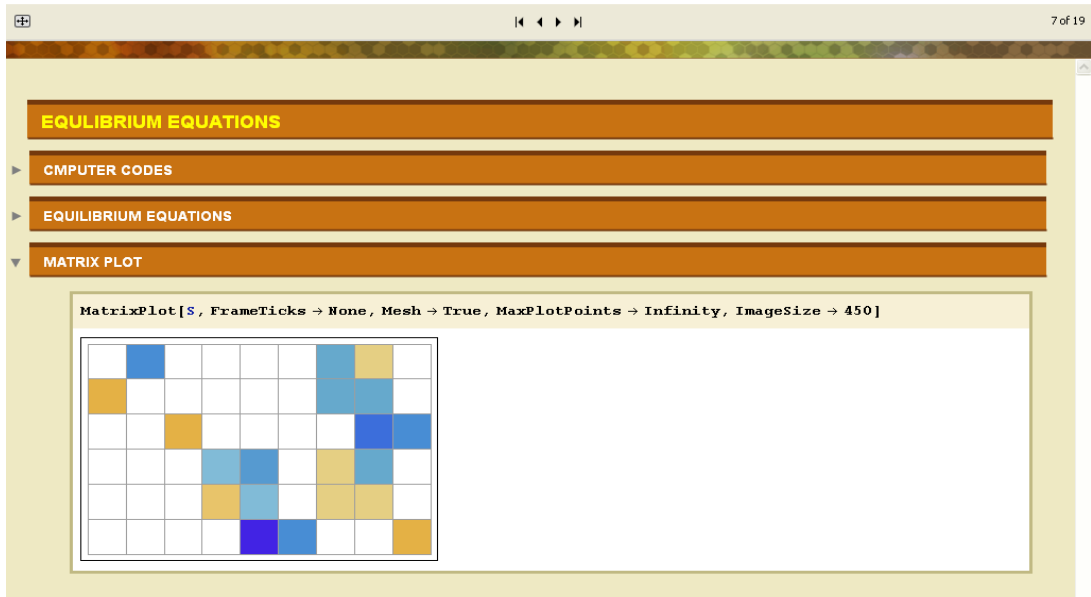 7 of 19
EQULIBRIUM EQUATIONS
CMPUTER CODES
EQUILIBRIUM EQUATIONS
MATRIX PLOT
MatrixPlot[S, FrameTicks → None, Mesh → True, MaxPlotPoints → Infinity, ImageSize → 450]